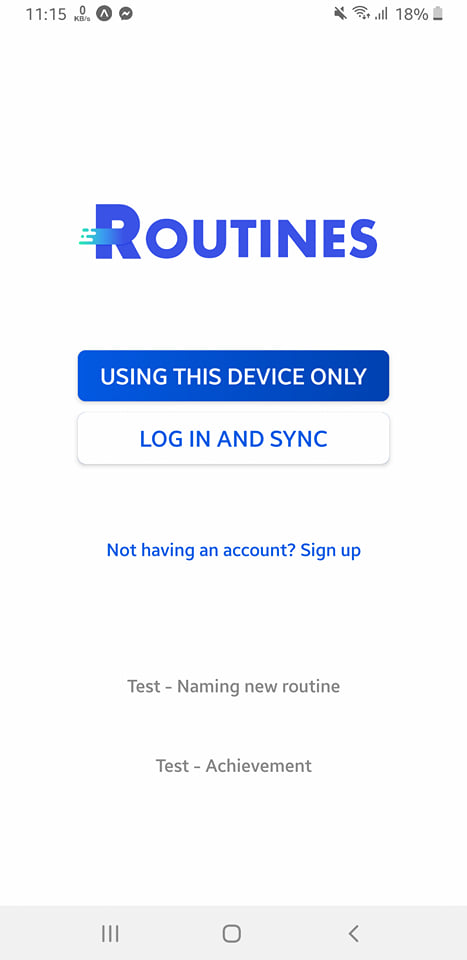 11:15 0 KB/s 18%
ROUTINES
USING THIS DEVICE ONLY
LOG IN AND SYNC
Not having an account? Sign up
Test - Naming new routine
Test - Achievement